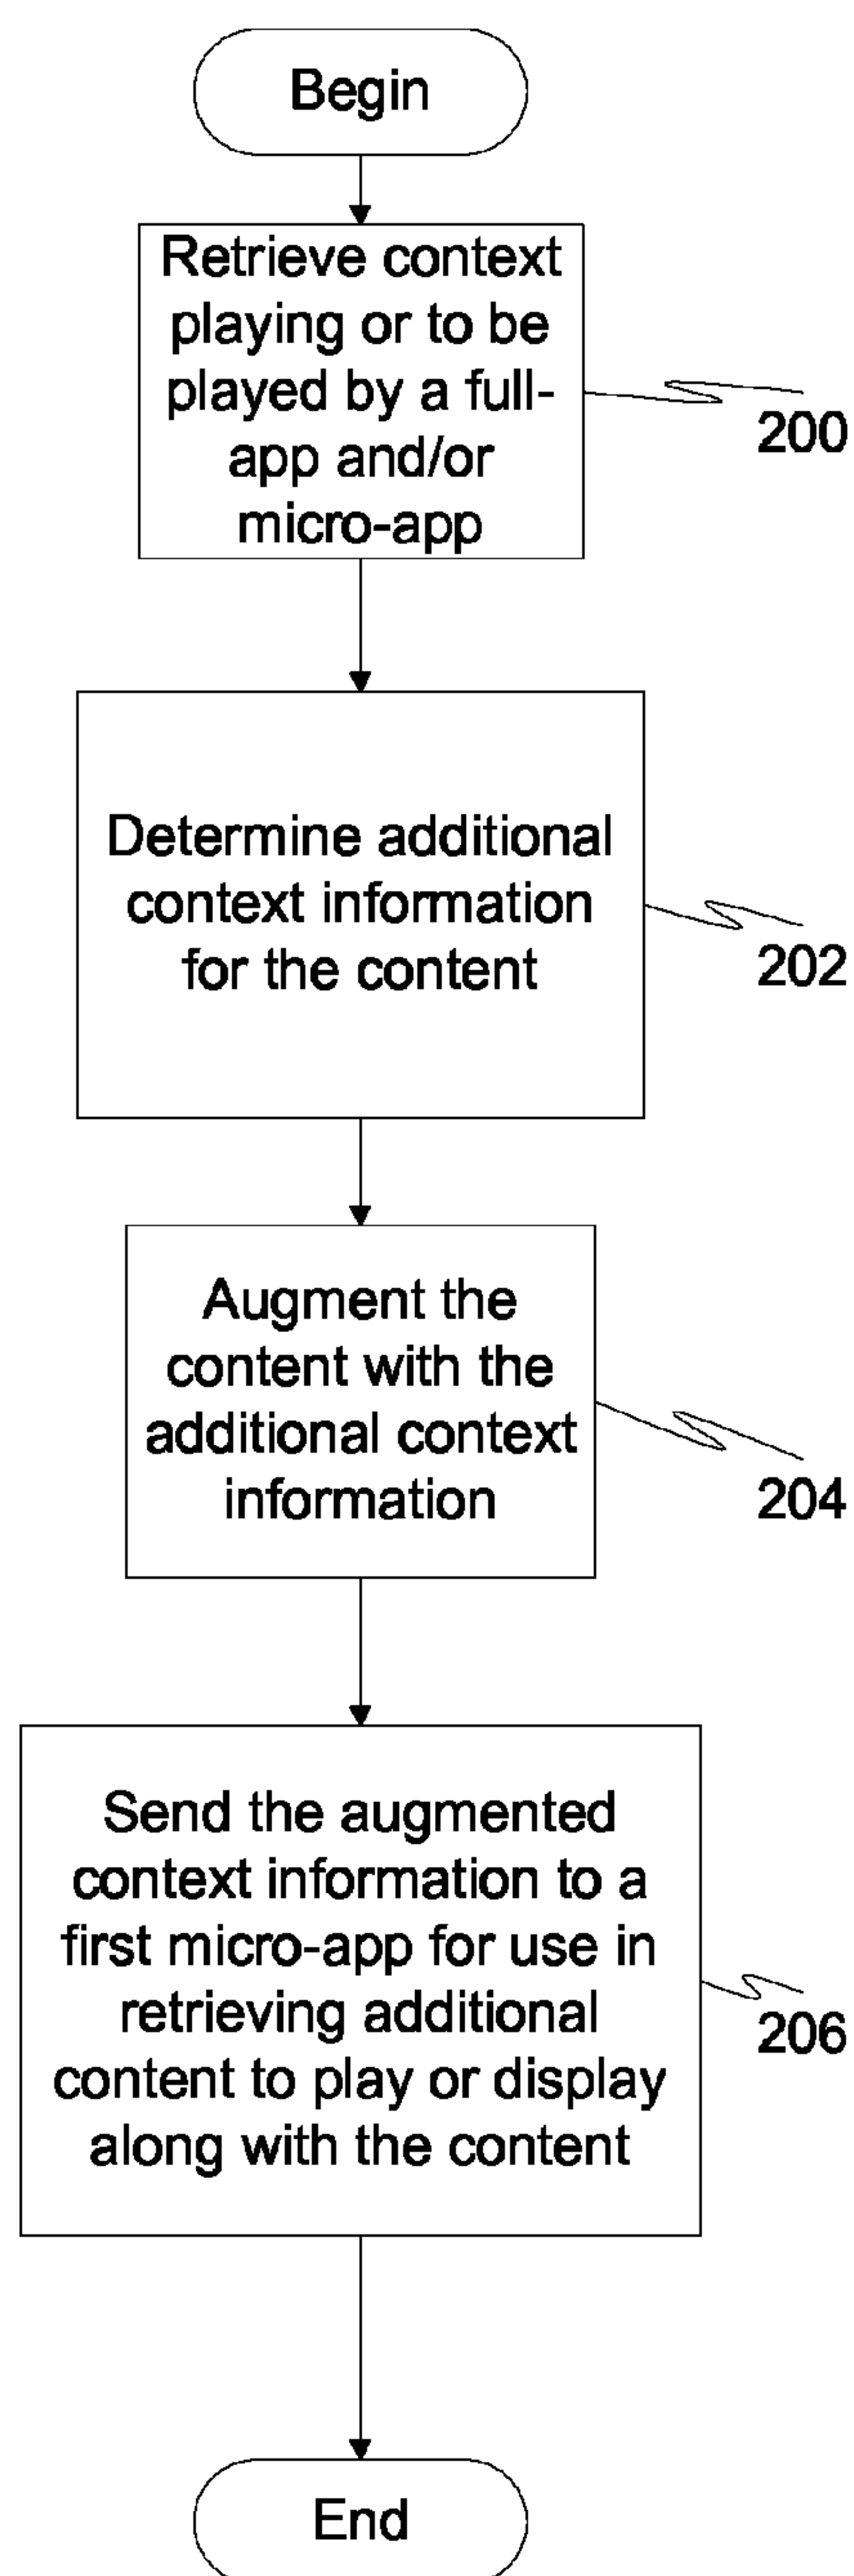 Begin
Retrieve context
playing or to be
played by a full-
app and/or
micro-app
200
Determine additional
context information
for the content
202
Augment the
content with the
additional context
information
204
Send the augmented
context information to a
first micro-app for use in
retrieving additional
content to play or display
along with the content
206
End